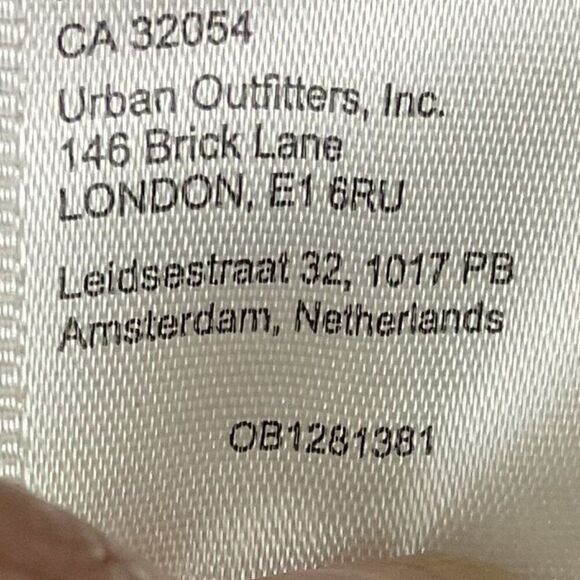 CA 32054
Urban Outfitters, Inc.
146 Brick Lane
LONDON, E1 6RU
Leidsestraat 32, 1017 PB
Amsterdam, Netherlands
OB1281381